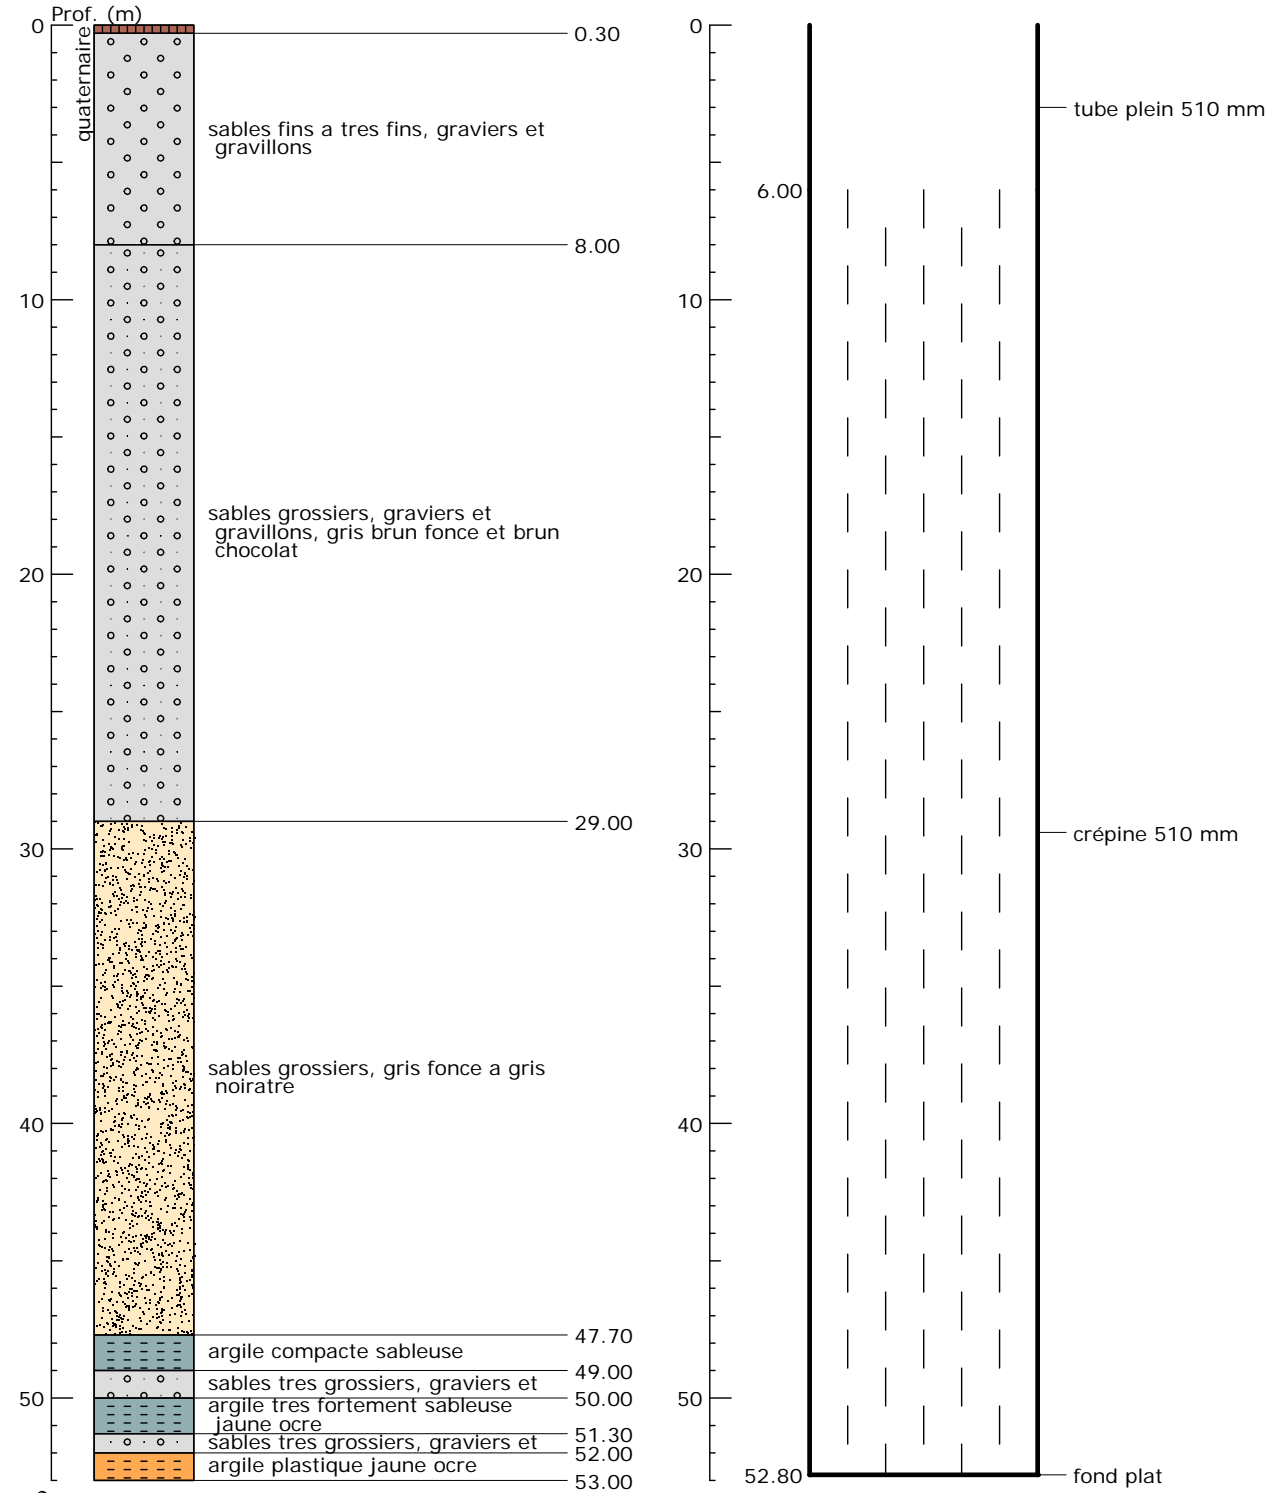 Prof. (m)
0
quaternaire
0.30
sables fins a tres fins, graviers et
gravillons
8.00
10
sables grossiers, graviers et
gravillons, gris brun fonce et brun
chocolat
20
29.00
30
sables grossiers, gris fonce a gris
noiratre
40
47.70
argile compacte sableuse
49.00
sables tres grossiers, graviers et
50.00
50
argile tres fortement sableuse
jaune ocre
51.30
sables tres grossiers, graviers et
52.00
argile plastique jaune ocre
53.00
0
tube plein 510 mm
6.00
10
20
crépine 510 mm
30
40
50
52.80
fond plat